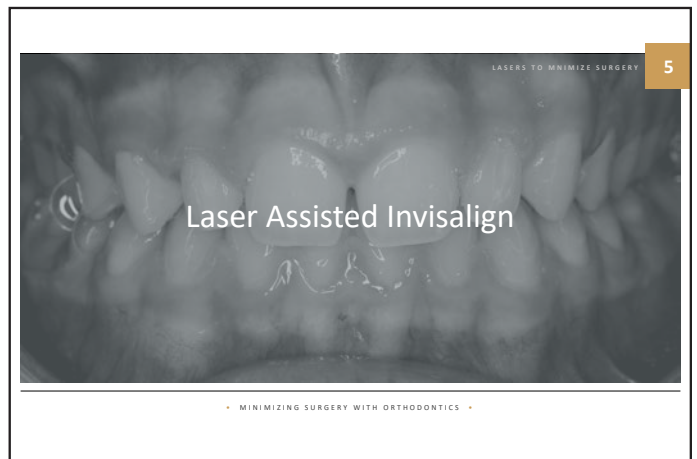 LASERS TO MNIMIZE SURGERY
5
Laser Assisted Invisalign
• MINIMIZING SURGERY WITH ORTHODONTICS •